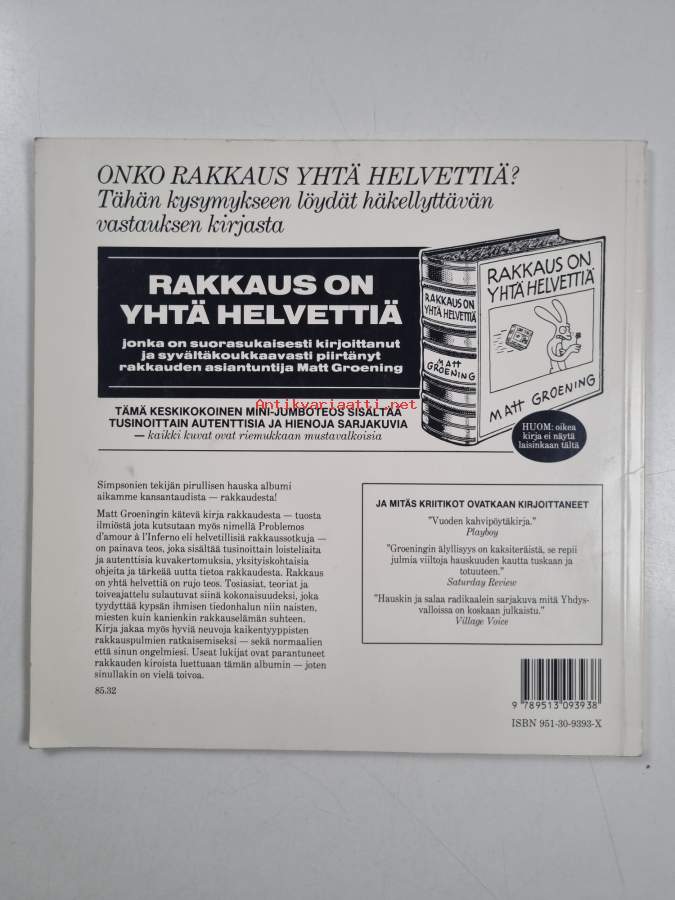 ONKO RAKKAUS YHTÄ HELVETTIÄ?
Tähän kysymykseen löydät häkellyttävän
vastauksen kirjasta
RAKKAUS ON
YHTÄ HELVETTIÄ
jonka on suorasukaisesti kirjoittanut
ja syvältäkoukkaavasti piirtänyt
rakkauden asiantuntija Matt Groening
RAKKAUS ON
YHTÄ HELVETTIÄ
MATT
GROENING
RAKKAUS ON
YHTÄ HELVETTIÄ
MATT GROENING
Antikvariaatti.net
TÄMÄ KESKIKOKOINEN MINI-JUMBOTEOS SISÄLTÄÄ
TUSINOITTAIN AUTENTTISIA JA HIENOJA SARJAKUVIA
— kaikki kuvat ovat riemukkaan mustavalkoisia
HUOM: oikea
kirja ei näytä
laisinkaan tältä
Simpsonien tekijän pirullisen hauska albumi
aikamme kansantaudista — rakkaudesta!
Matt Groeningin kätevä kirja rakkaudesta — tuosta
ilmiöstä jota kutsutaan myös nimellä Problemos
d'amour à l'Inferno eli helvetillisiä rakkaussotkuja —
on painava teos, joka sisältää tusinoittain loisteliaita
ja autenttisia kuvakertomuksia, yksityiskohtaisia
ohjeita ja tärkeää uutta tietoa rakkaudesta. Rakkaus
on yhtä helvettiä on rujo teos. Tosiasiat, teoriat ja
toiveajattelu sulautuvat siinä kokonaisuudeksi, joka
tyydyttää kypsän ihmisen tiedonhalun niin naisten,
miesten kuin kanienkin rakkauselämän suhteen.
Kirja jakaa myös hyviä neuvoja kaikentyyppisten
rakkauspulmien ratkaisemiseksi — sekä normaalien
että sinun ongelmiesi. Useat lukijat ovat parantuneet
rakkauden kiroista luettuaan tämän albumin — joten
sinullakin on vielä toivoa.
85.32
JA MITÄS KRIITIKOT OVATKAAN KIRJOITTANEET
"Vuoden kahvipöytäkirja."
Playboy
"Groeningin älyllisyys on kaksiteräistä, se repii
julmia viiltoja hauskuuden kautta tuskaan ja
totuuteen."
Saturday Review
"Hauskin ja salaa radikaalein sarjakuva mitä Yhdys-
valloissa on koskaan julkaistu."
Village Voice
9 789513 093938
ISBN 951-30-9393-X